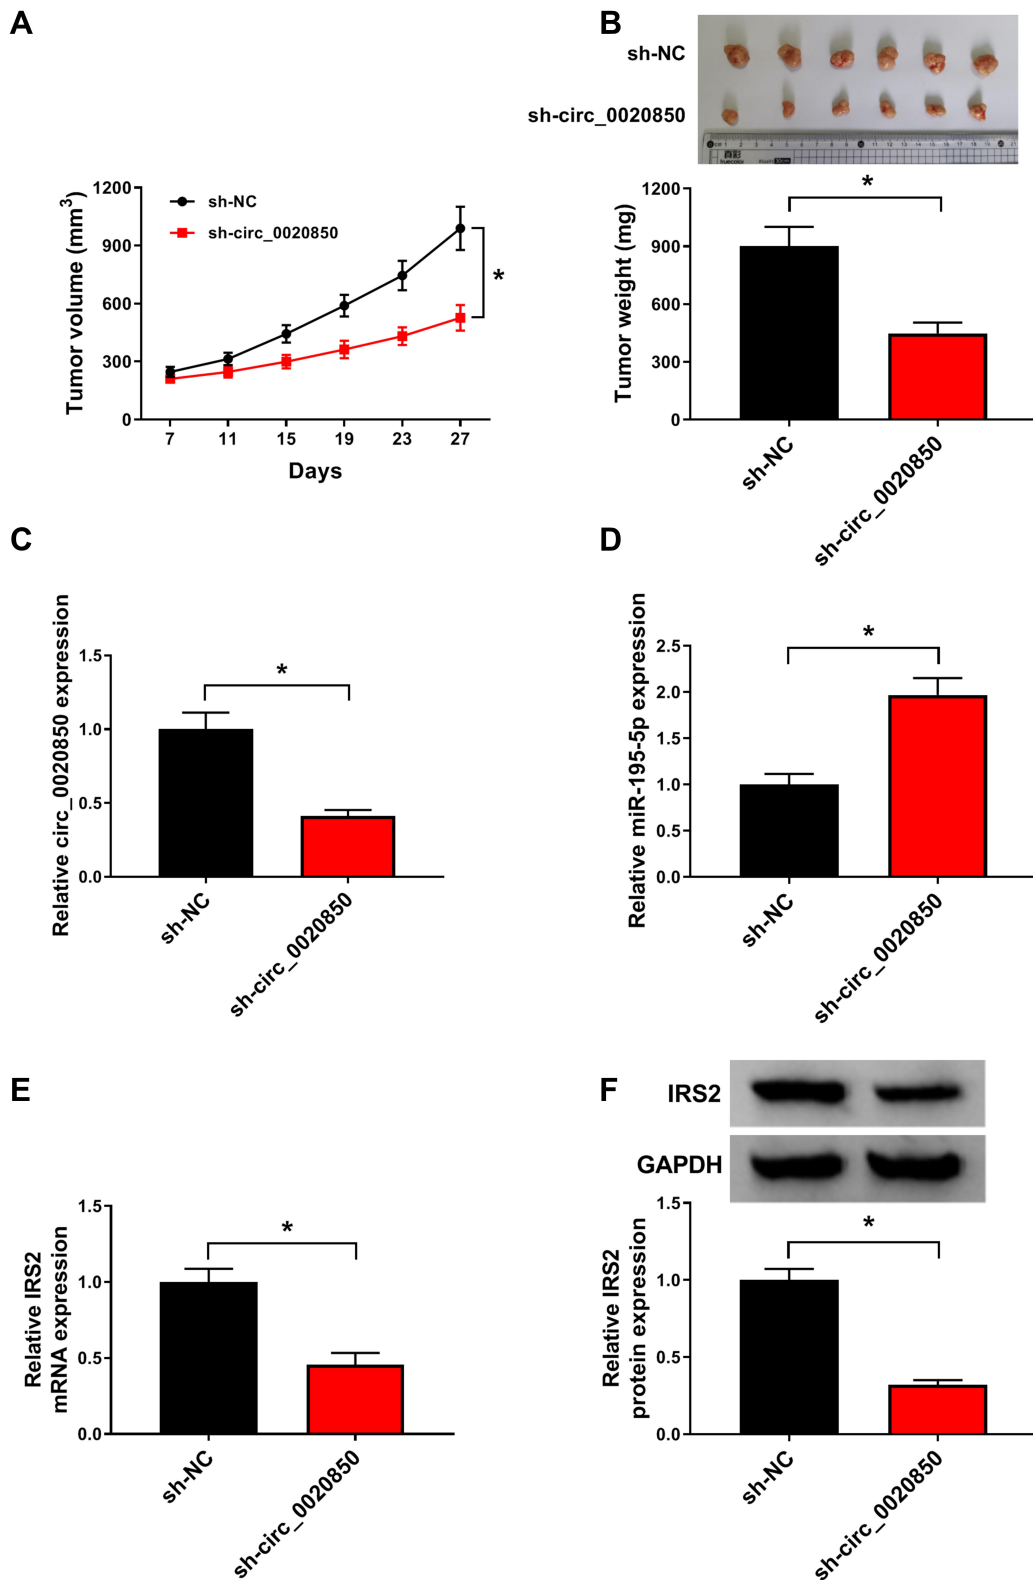 A
Tumor volume (mm³)
1200
900
600
300
0
sh-NC
sh-circ_0020850
*
7 11 15 19 23 27
Days
B
sh-NC
sh-circ_0020850
Tumor weight (mg)
1200
900
600
300
0
*
sh-NC
sh-circ_0020850
C
Relative circ_0020850 expression
1.5
1.0
0.5
0.0
*
sh-NC
sh-circ_0020850
D
Relative miR-195-5p expression
2.5
2.0
1.5
1.0
0.5
0.0
*
sh-NC
sh-circ_0020850
E
Relative IRS2
mRNA expression
1.5
1.0
0.5
0.0
*
sh-NC
sh-circ_0020850
F
IRS2
GAPDH
Relative IRS2
protein expression
1.5
1.0
0.5
0.0
*
sh-NC
sh-circ_0020850